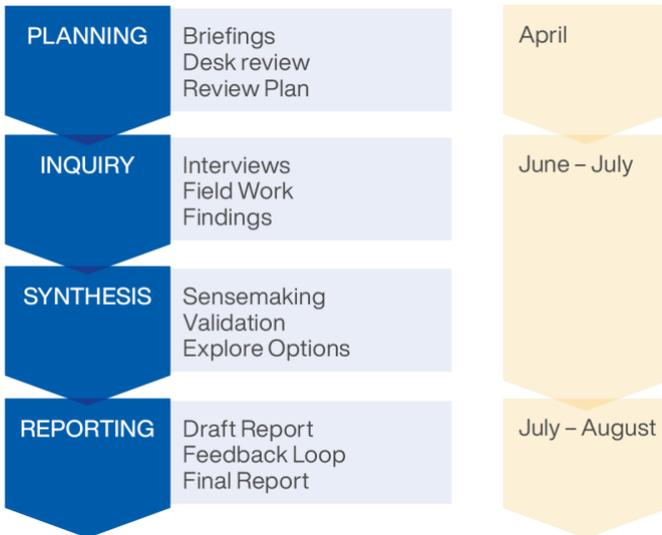 PLANNING
Briefings
Desk review
Review Plan
April
INQUIRY
Interviews
Field Work
Findings
June – July
SYNTHESIS
Sensemaking
Validation
Explore Options
REPORTING
Draft Report
Feedback Loop
Final Report
July – August